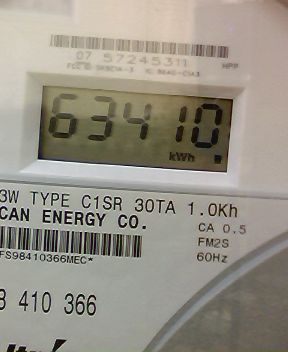 07 57245311
HPP
63410
kWh
3W TYPE C1SR 30TA 1.0Kh
CAN ENERGY CO.
CA 0.5
FM2S
60Hz
FS98410366MEC*
410 366